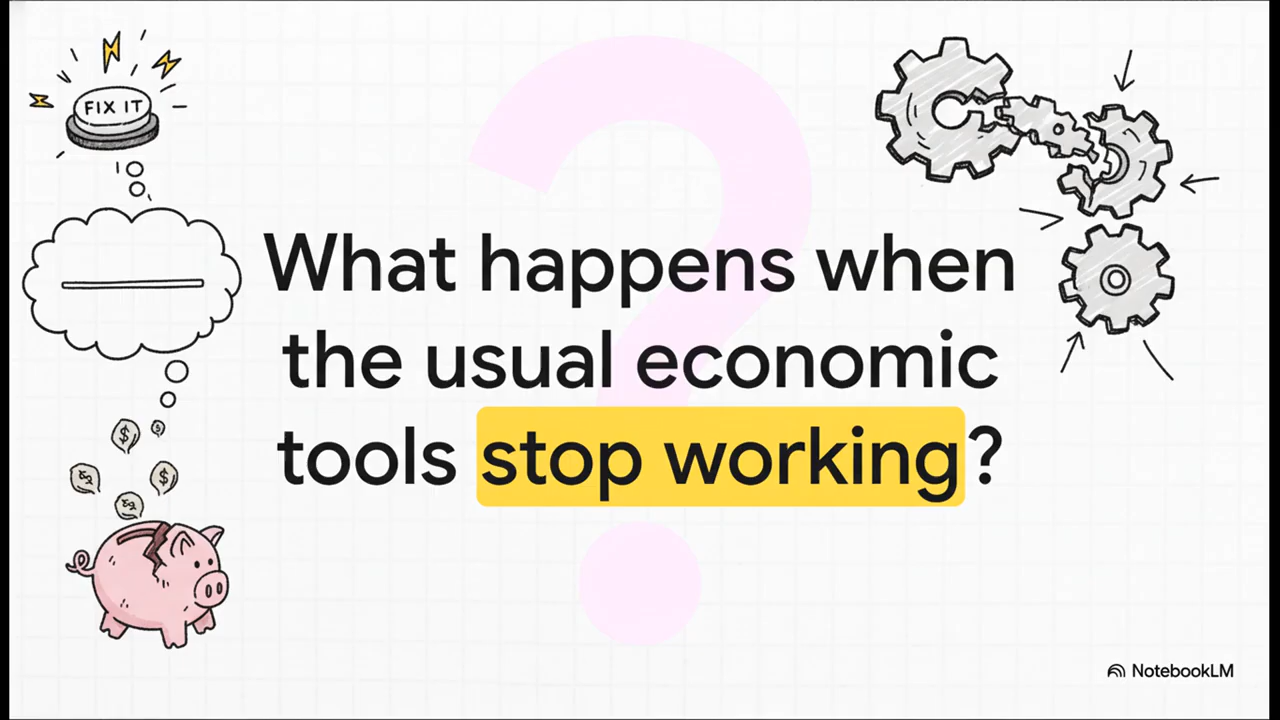 FIX IT
What happens when
the usual economic
tools stop working?
$
$
$
NotebookLM